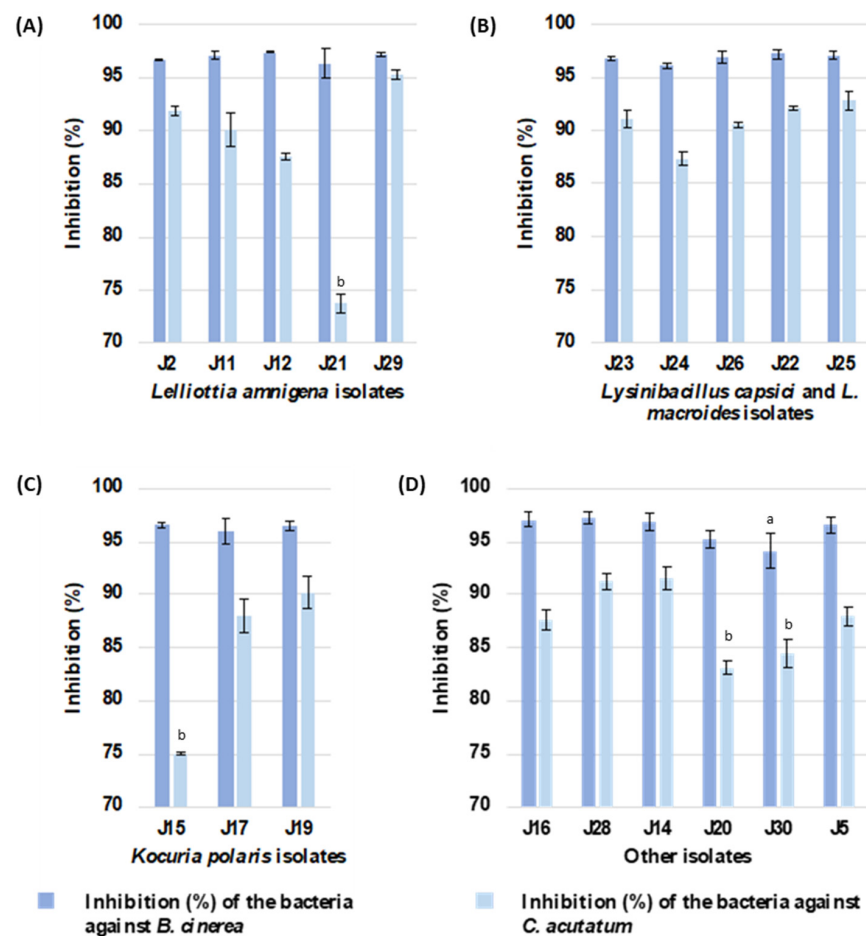 (A)
100
95
90
85
80
75
70
Inhibition (%)
b
J2 J11 J12 J21 J29
Lelliottia amnigena isolates
(B)
100
95
90
85
80
75
70
Inhibition (%)
J23 J24 J26 J22 J25
Lysinibacillus capsici and L.
macroides isolates
(C)
100
95
90
85
80
75
70
Inhibition (%)
b
J15 J17 J19
Kocuria polaris isolates
(D)
100
95
90
85
80
75
70
Inhibition (%)
a
b b
J16 J28 J14 J20 J30 J5
Other isolates
Inhibition (%) of the bacteria
against B. cinerea
Inhibition (%) of the bacteria against
C. acutatum